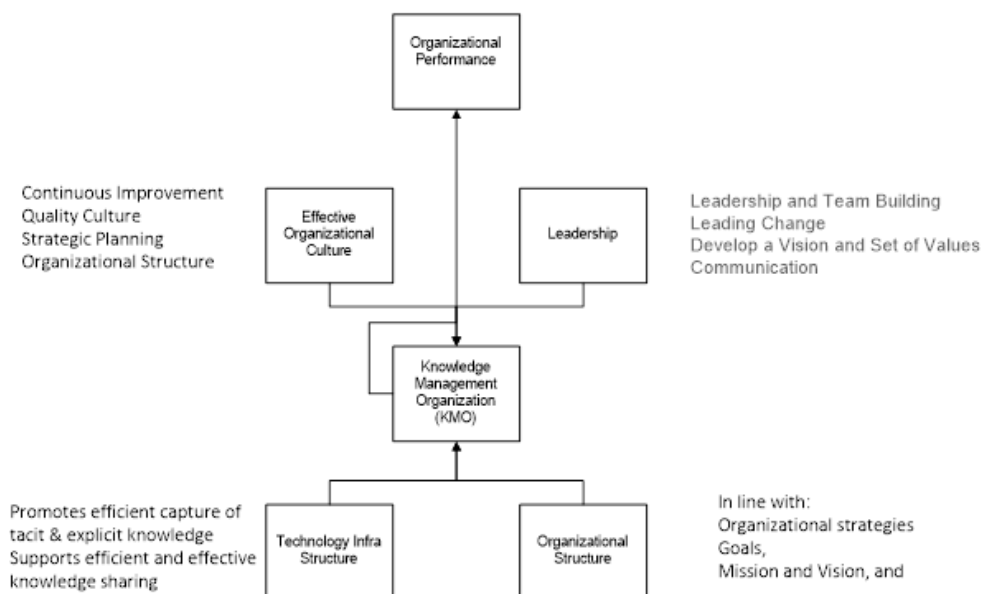 Organizational
Performance
Continuous Improvement
Quality Culture
Strategic Planning
Organizational Structure
Effective
Organizational
Culture
Leadership
Leadership and Team Building
Leading Change
Develop a Vision and Set of Values
Communication
Knowledge
Management
Organization
(KMO)
Promotes efficient capture of
tacit & explicit knowledge
Supports efficient and effective
knowledge sharing
Technology Infra
Structure
Organizational
Structure
In line with:
Organizational strategies
Goals,
Mission and Vision, and